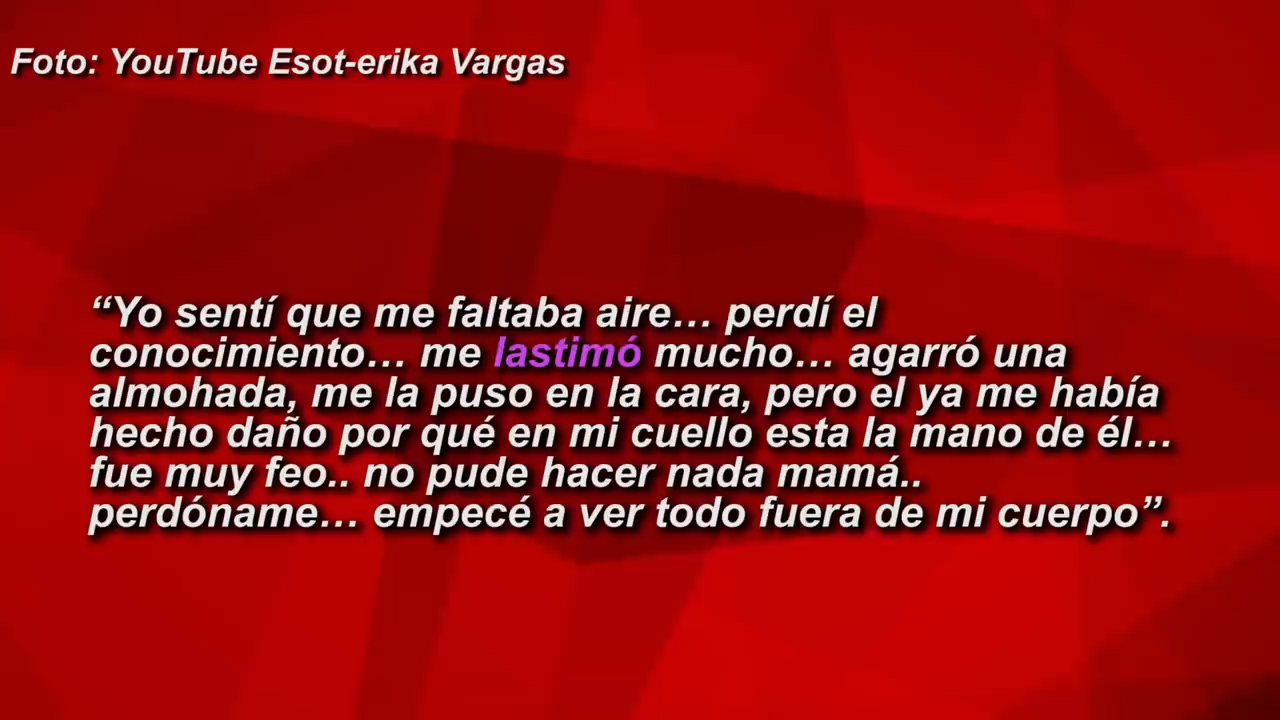 Foto: YouTube Esot-erika Vargas
“Yo sentí que me faltaba aire… perdí el
conocimiento… me lastimó mucho… agarró una
almohada, me la puso en la cara, pero el ya me había
hecho daño por qué en mi cuello esta la mano de él…
fue muy feo.. no pude hacer nada mamá..
perdóname… empecé a ver todo fuera de mi cuerpo”.